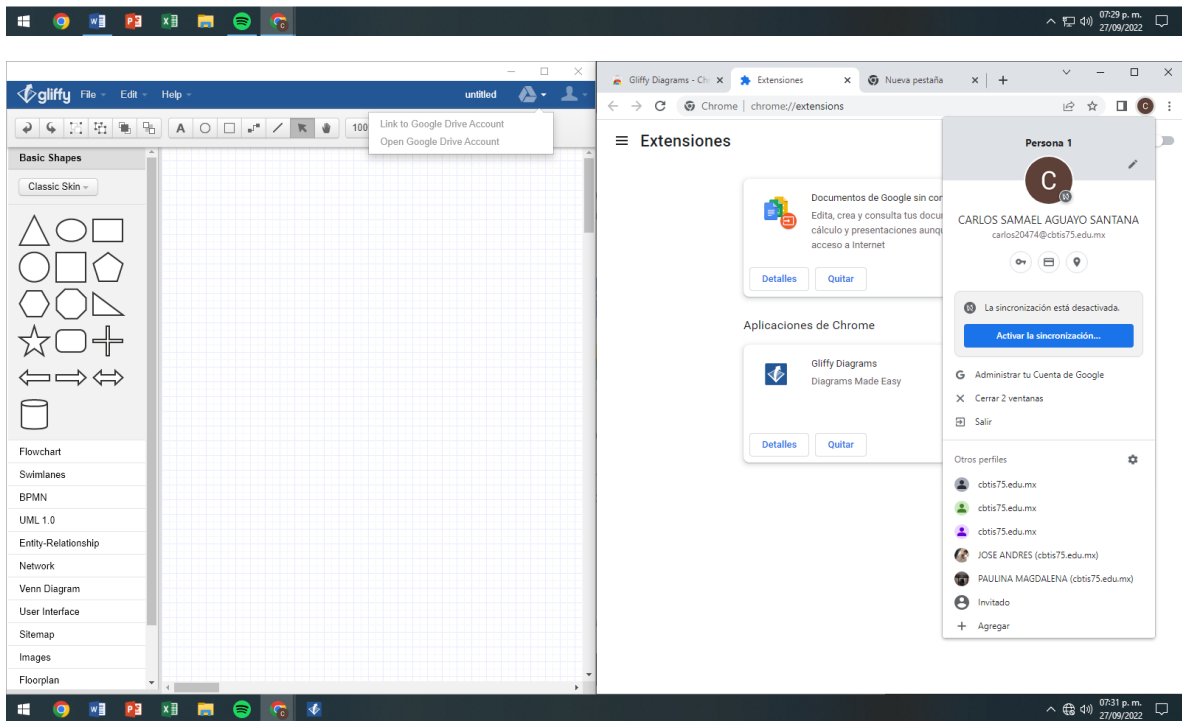 07:29 p. m.
27/09/2022
gliffy File Edit Help untitled
Link to Google Drive Account
Open Google Drive Account
100
Basic Shapes
Classic Skin
Flowchart
Swimlanes
BPMN
UML 1.0
Entity-Relationship
Network
Venn Diagram
User Interface
Sitemap
Images
Floorplan
Gliffy Diagrams - Ch
Extensiones
Nueva pestaña
Chrome | chrome://extensions
Extensiones
Documentos de Google sin con
Edita, crea y consulta tus docum
cálculo y presentaciones aunqu
acceso a Internet
Detalles Quitar
Aplicaciones de Chrome
Gliffy Diagrams
Diagrams Made Easy
Detalles Quitar
Persona 1
C
CARLOS SAMAEL AGUAYO SANTANA
carlos20474@cbtis75.edu.mx
La sincronización está desactivada.
Activar la sincronización...
Administrar tu Cuenta de Google
Cerrar 2 ventanas
Salir
Otros perfiles
cbtis75.edu.mx
cbtis75.edu.mx
cbtis75.edu.mx
JOSE ANDRES (cbtis75.edu.mx)
PAULINA MAGDALENA (cbtis75.edu.mx)
Invitado
Agregar
07:31 p. m.
27/09/2022